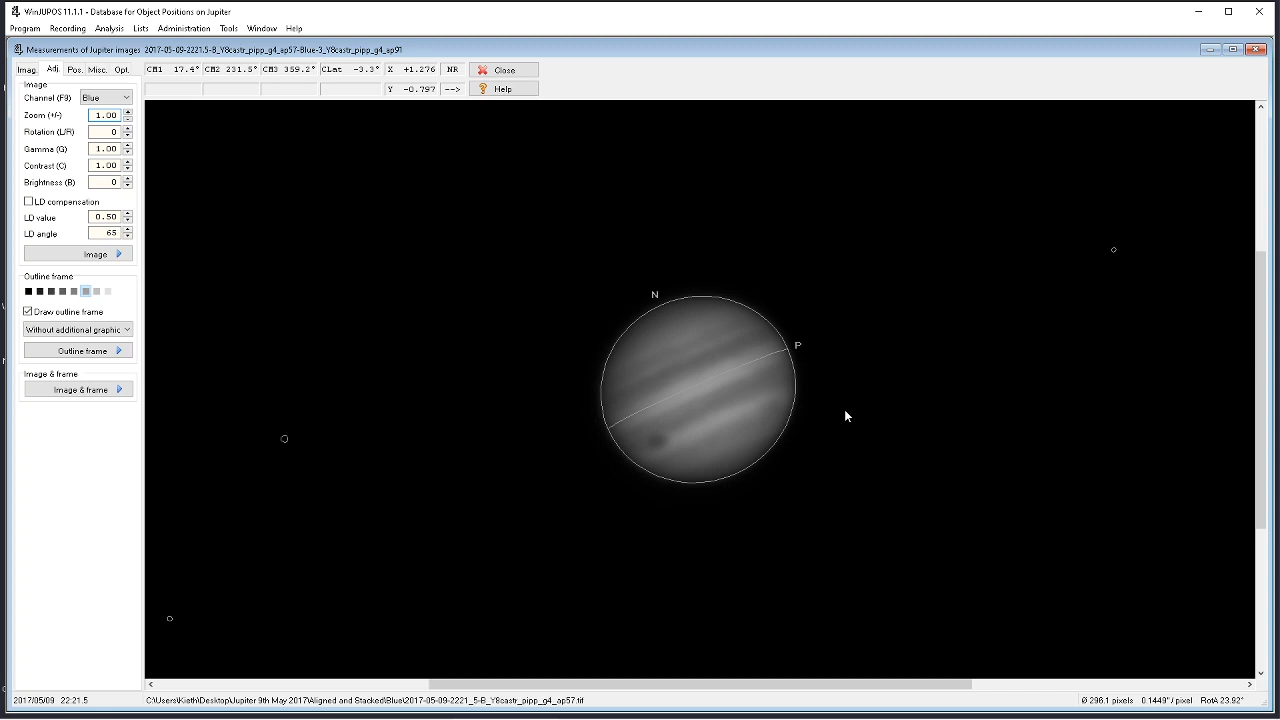 WinJUPOS 11.1.1 - Database for Object Positions on Jupiter
Program Recording Analysis Lists Administration Tools Window Help
Measurements of Jupiter images 2017-05-09-2221.5-B_Y8castr_pipp_g4_ap57-Blue-3_Y8castr_pipp_g4_ap91
Imag. Adj. Pos. Misc. Opt.
CM1 17.4° CM2 231.5° CM3 359.2° CLat -3.3° X +1.276 NR Close
Y -0.797 --> Help
Image
Channel (F9) Blue
Zoom (+/-) 1.00
Rotation (L/R) 0
Gamma (G) 1.00
Contrast (C) 1.00
Brightness (B) 0
LD compensation
LD value 0.50
LD angle 65
Image
Outline frame
Draw outline frame
Without additional graphic
Outline frame
Image & frame
Image & frame
N
P
2017/05/09 22:21.5 C:\Users\Kieth\Desktop\Jupiter 9th May 2017\Aligned and Stacked\Blue\2017-05-09-2221_5-B_Y8castr_pipp_g4_ap57.tif Ø 296.1 pixels 0.1449"/ pixel RotA 23.92°